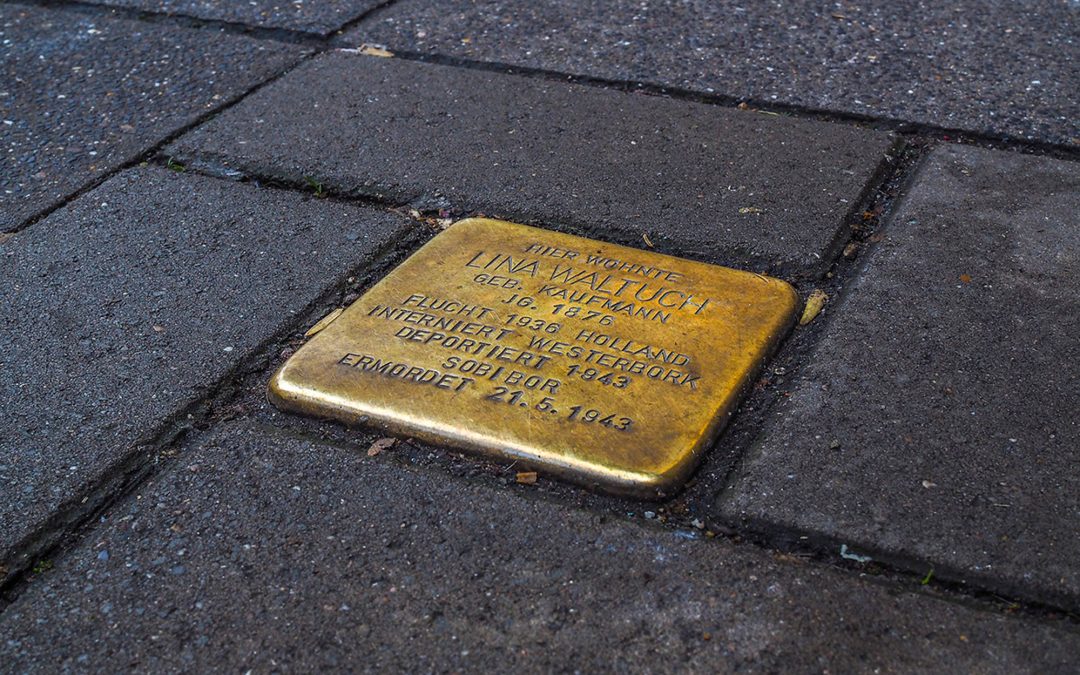 HIER WOHNTE
LINA WALTUCH
GEB. KAUFMANN
JG. 1876
FLUCHT 1936 HOLLAND
INTERNIERT WESTERBORK
DEPORTIERT 1943
SOBIBOR
ERMORDET 21.5.1943